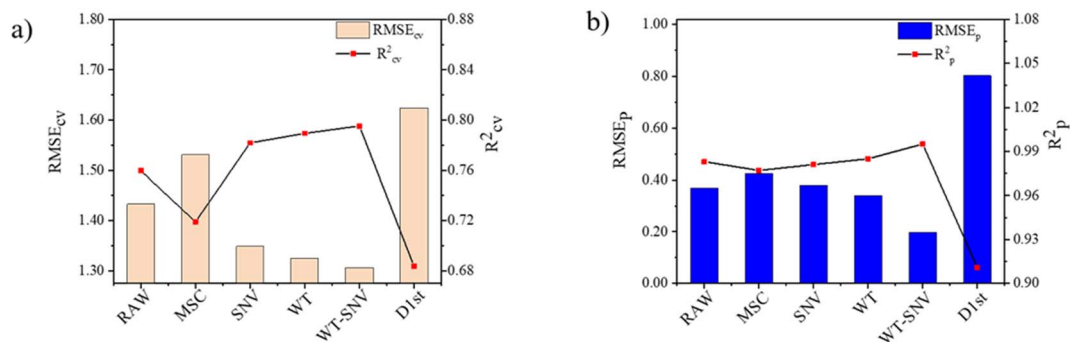 a)
1.80
1.70
1.60
1.50
1.40
1.30
RMSEcv
RMSEcv
R²cv
0.88
0.84
0.80
0.76
0.72
0.68
R²cv
RAW
MSC
SNV
WT
WT-SNV
D1st
b)
1.00
0.80
0.60
0.40
0.20
0.00
RMSEp
RMSEp
R²p
1.08
1.05
1.02
0.99
0.96
0.93
0.90
R²p
RAW
MSC
SNV
WT
WT-SNV
D1st